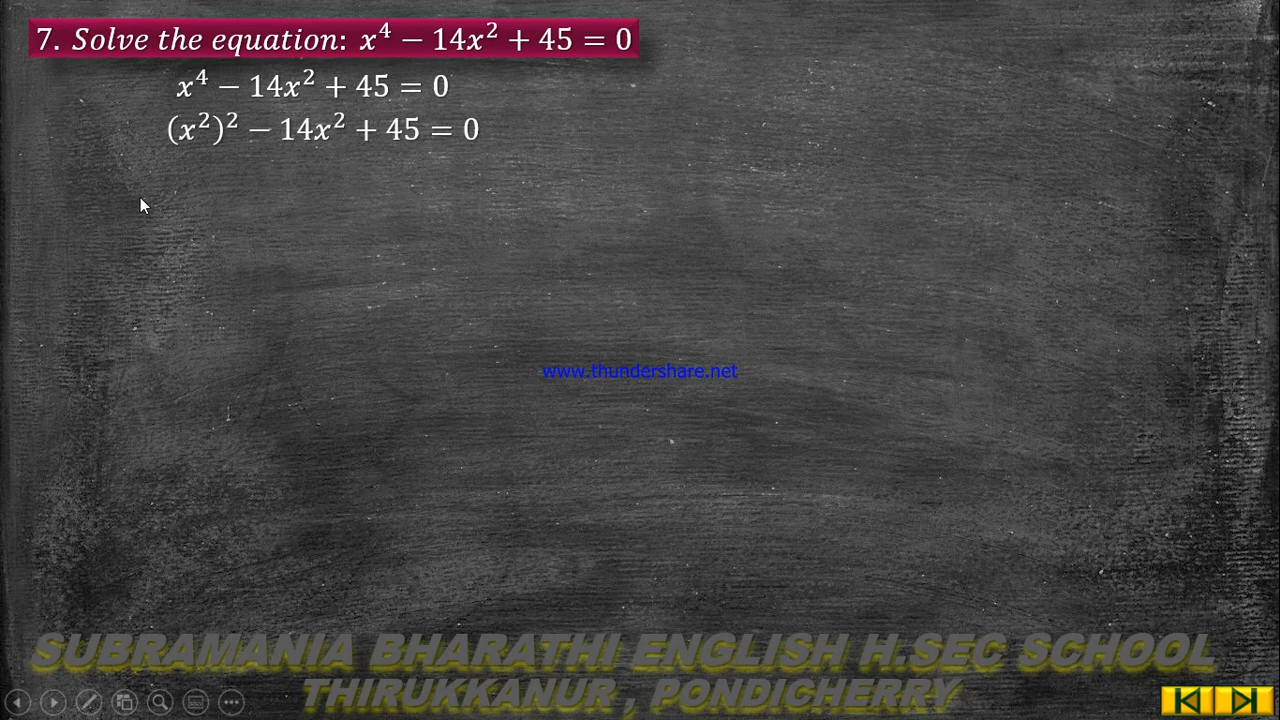 7. Solve the equation: x⁴ − 14x² + 45 = 0
x⁴ − 14x² + 45 = 0
(x²)² − 14x² + 45 = 0
www.thundershare.net
SUBRAMANIA BHARATHI ENGLISH H.SEC SCHOOL
THIRUKKANUR , PONDICHERRY